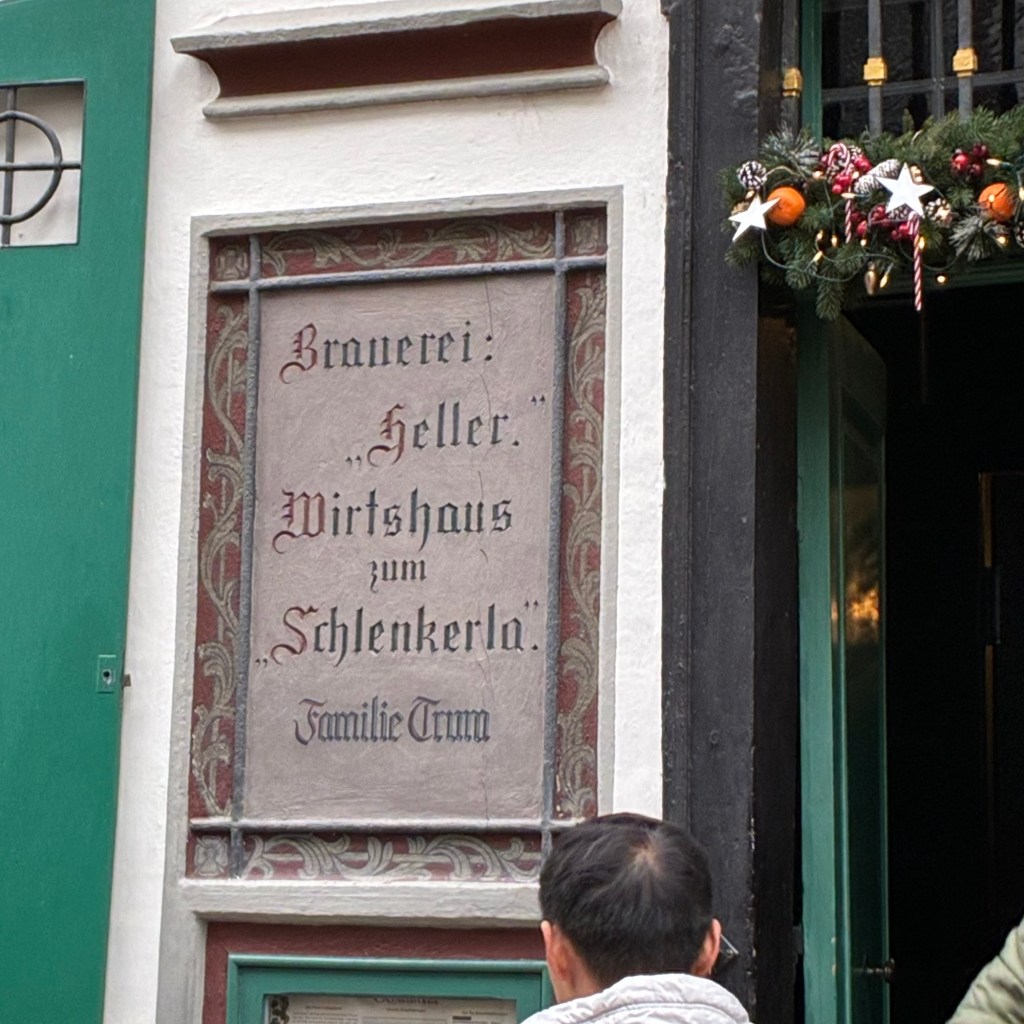 Brauerei:
„Heller.”
Wirtshaus
zum
„Schlenkerla.”
Familie Trum